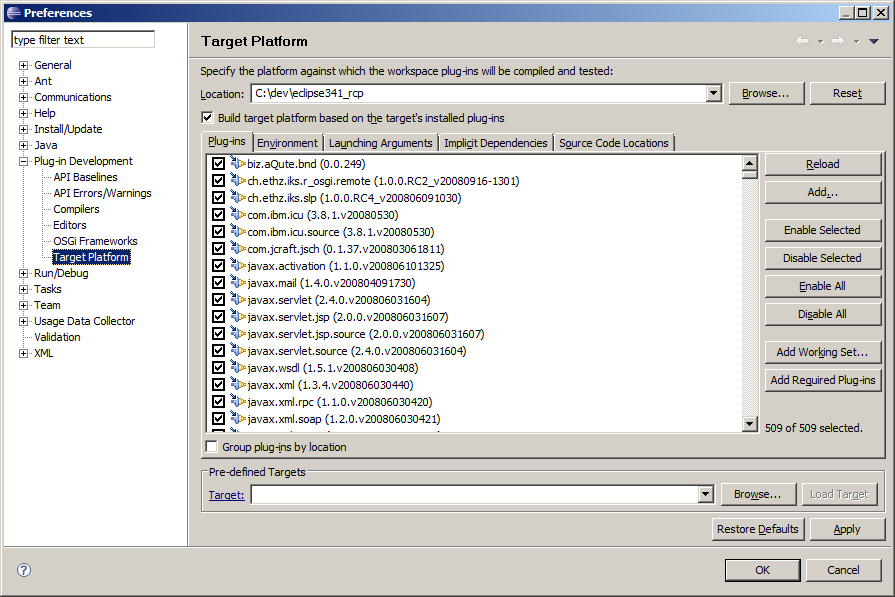 Preferences
type filter text
General
Ant
Communications
Help
Install/Update
Java
Plug-in Development
API Baselines
API Errors/Warnings
Compilers
Editors
OSGi Frameworks
Target Platform
Run/Debug
Tasks
Team
Usage Data Collector
Validation
XML
Target Platform
Specify the platform against which the workspace plug-ins will be compiled and tested:
Location: C:\dev\eclipse341_rcp Browse... Reset
Build target platform based on the target's installed plug-ins
Plug-ins Environment Launching Arguments Implicit Dependencies Source Code Locations
biz.aQute.bnd (0.0.249)
ch.ethz.iks.r_osgi.remote (1.0.0.RC2_v20080916-1301)
ch.ethz.iks.slp (1.0.0.RC4_v200806091030)
com.ibm.icu (3.8.1.v20080530)
com.ibm.icu.source (3.8.1.v20080530)
com.jcraft.jsch (0.1.37.v200803061811)
javax.activation (1.1.0.v200806101325)
javax.mail (1.4.0.v200804091730)
javax.servlet (2.4.0.v200806031604)
javax.servlet.jsp (2.0.0.v200806031607)
javax.servlet.jsp.source (2.0.0.v200806031607)
javax.servlet.source (2.4.0.v200806031604)
javax.wsdl (1.5.1.v200806030408)
javax.xml (1.3.4.v200806030440)
javax.xml.rpc (1.1.0.v200806030420)
javax.xml.soap (1.2.0.v200806030421)
Reload
Add...
Enable Selected
Disable Selected
Enable All
Disable All
Add Working Set...
Add Required Plug-ins
509 of 509 selected.
Group plug-ins by location
Pre-defined Targets
Target: Browse... Load Target
Restore Defaults Apply
? OK Cancel